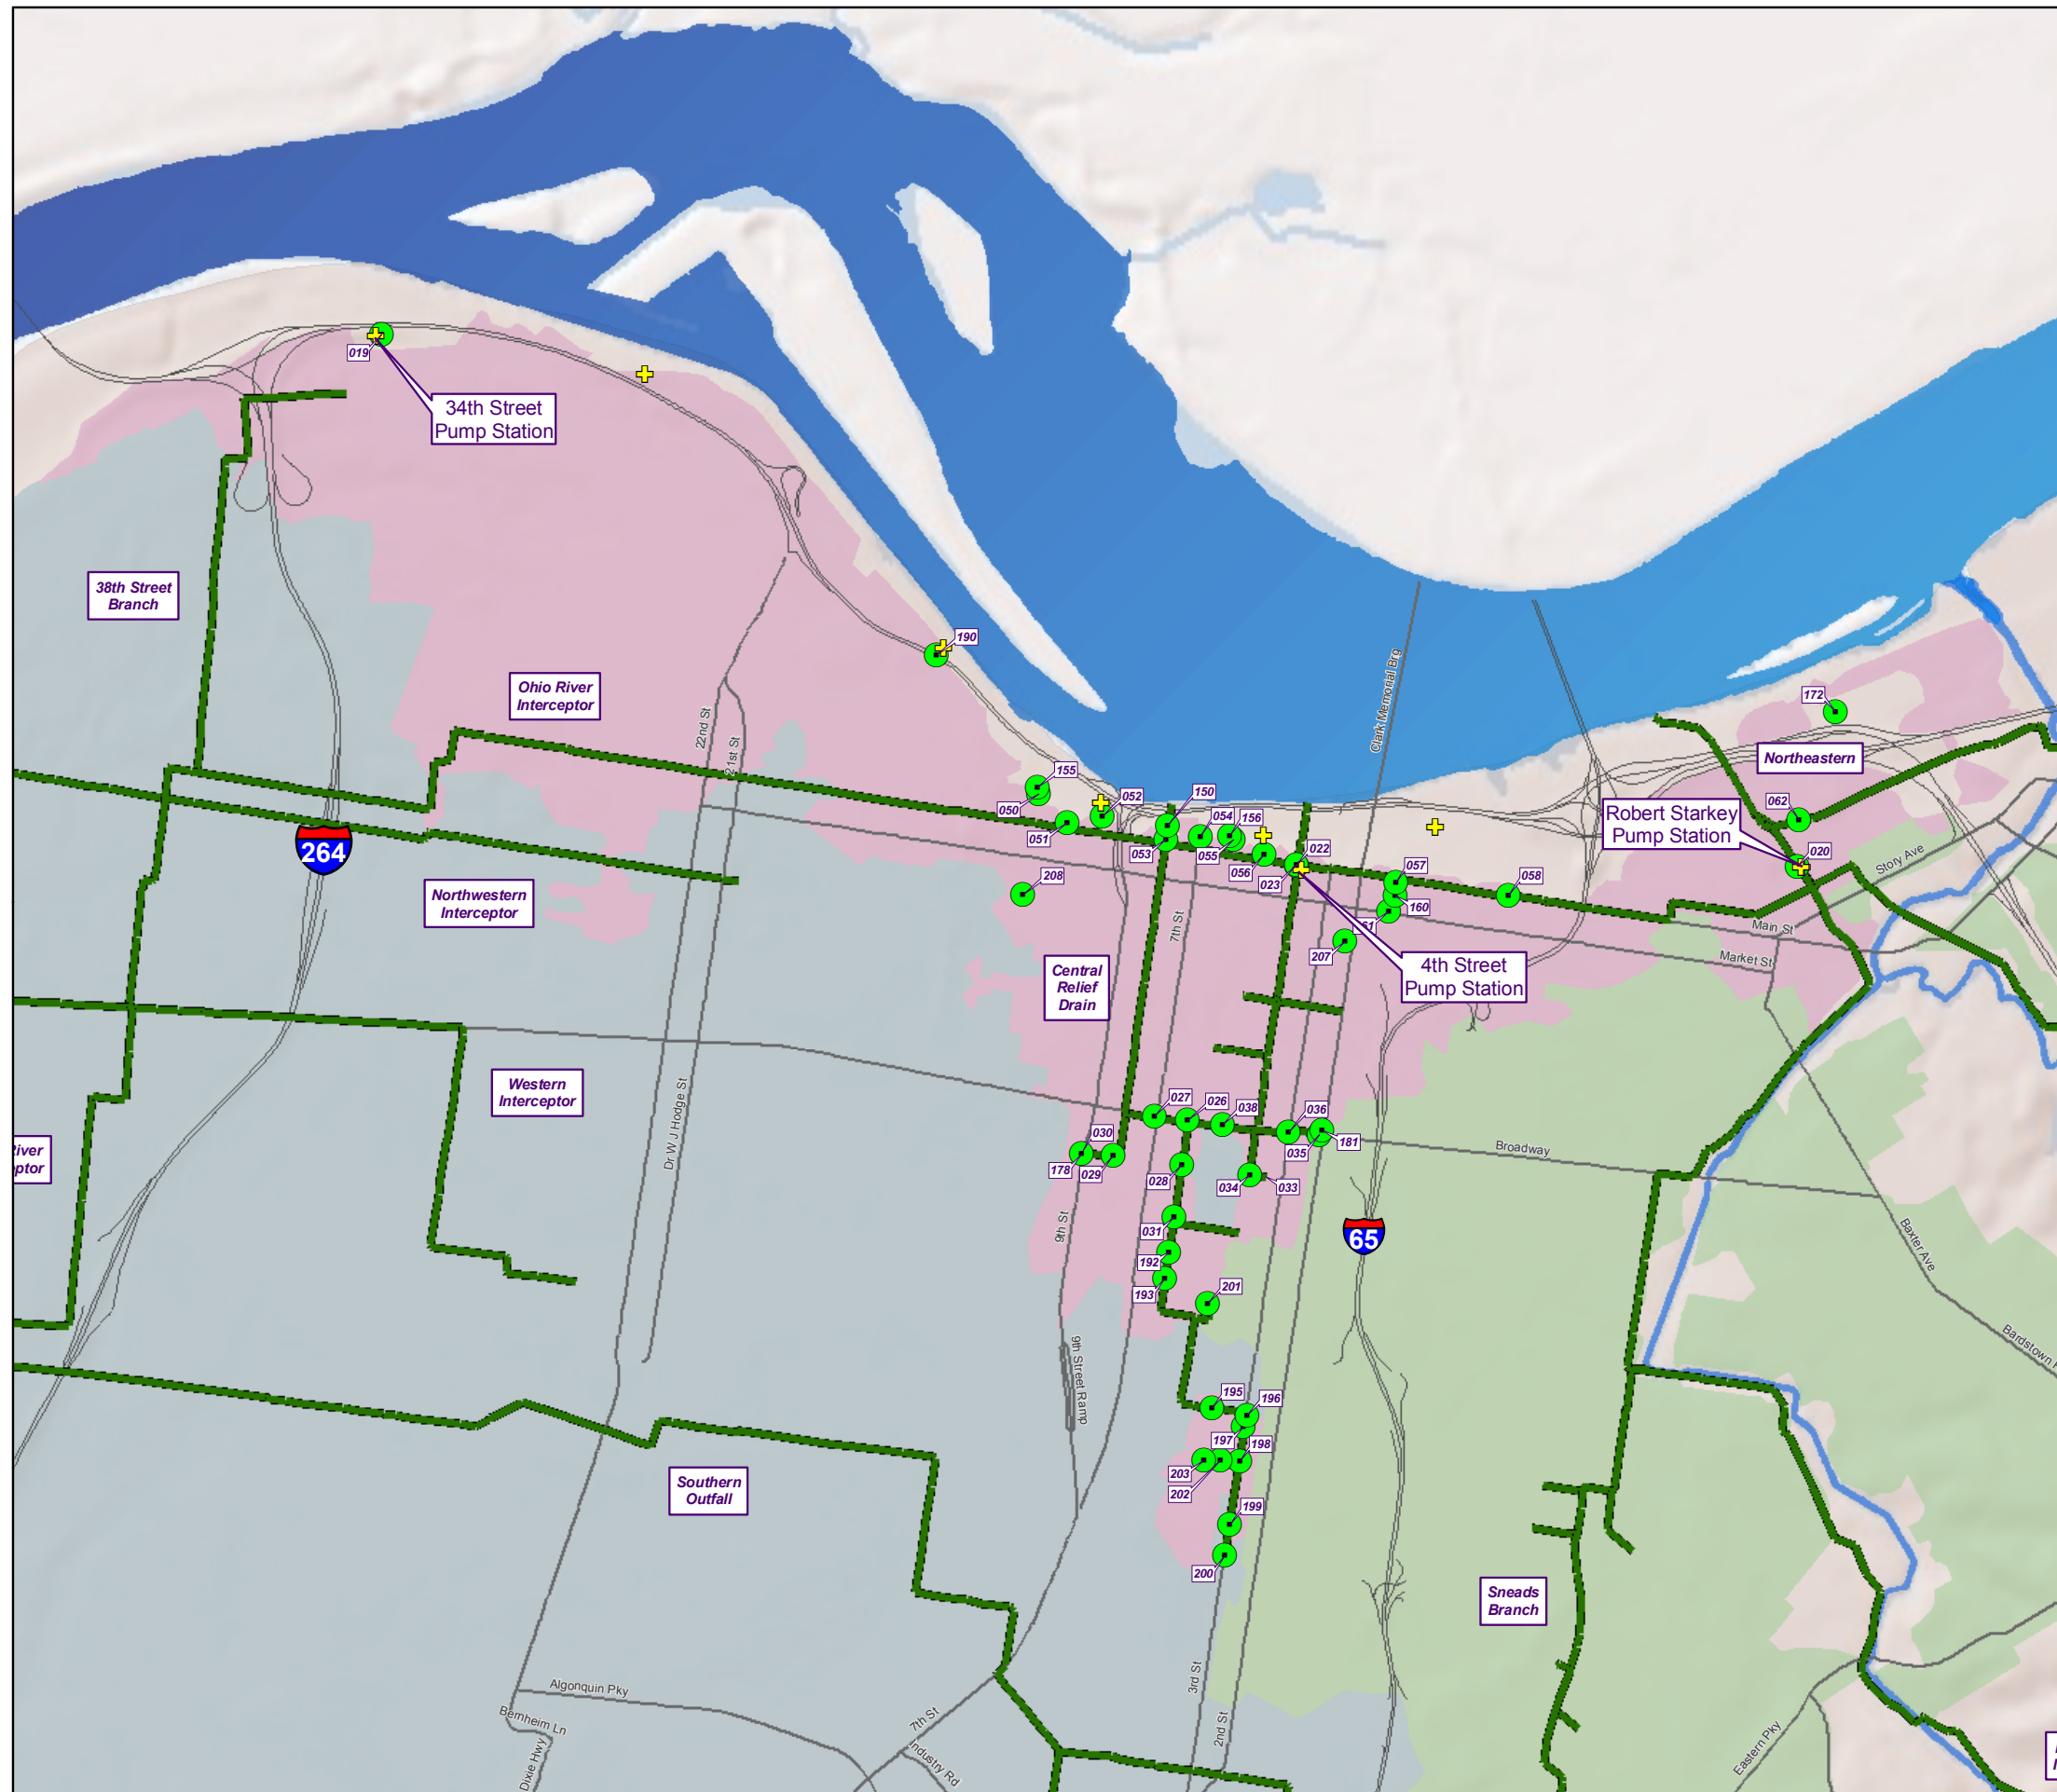 019
34th Street
Pump Station
38th Street
Branch
190
Ohio River
Interceptor
172
22nd St
21st St
Clark Memorial Brg
Northeastern
155
052
150
050
054
156
062
Robert Starkey
Pump Station
051
053
055
022
020
056
023
057
Story Ave
264
208
058
Northwestern
Interceptor
160
7th St
Main St
207
Market St
4th Street
Pump Station
Central
Relief
Drain
Western
Interceptor
027
026
038
036
Dr W J Hodge St
030
181
035
Broadway
178
029
028
034
033
031
9th St
65
Baxter Ave
192
193
201
9th Street Ramp
195
196
197
198
203
202
Southern
Outfall
199
200
Sneads
Branch
3rd St
Algonquin Pky
Bernheim Ln
7th St
2nd St
Industry Rd
Dixie Hwy
Eastern Pky